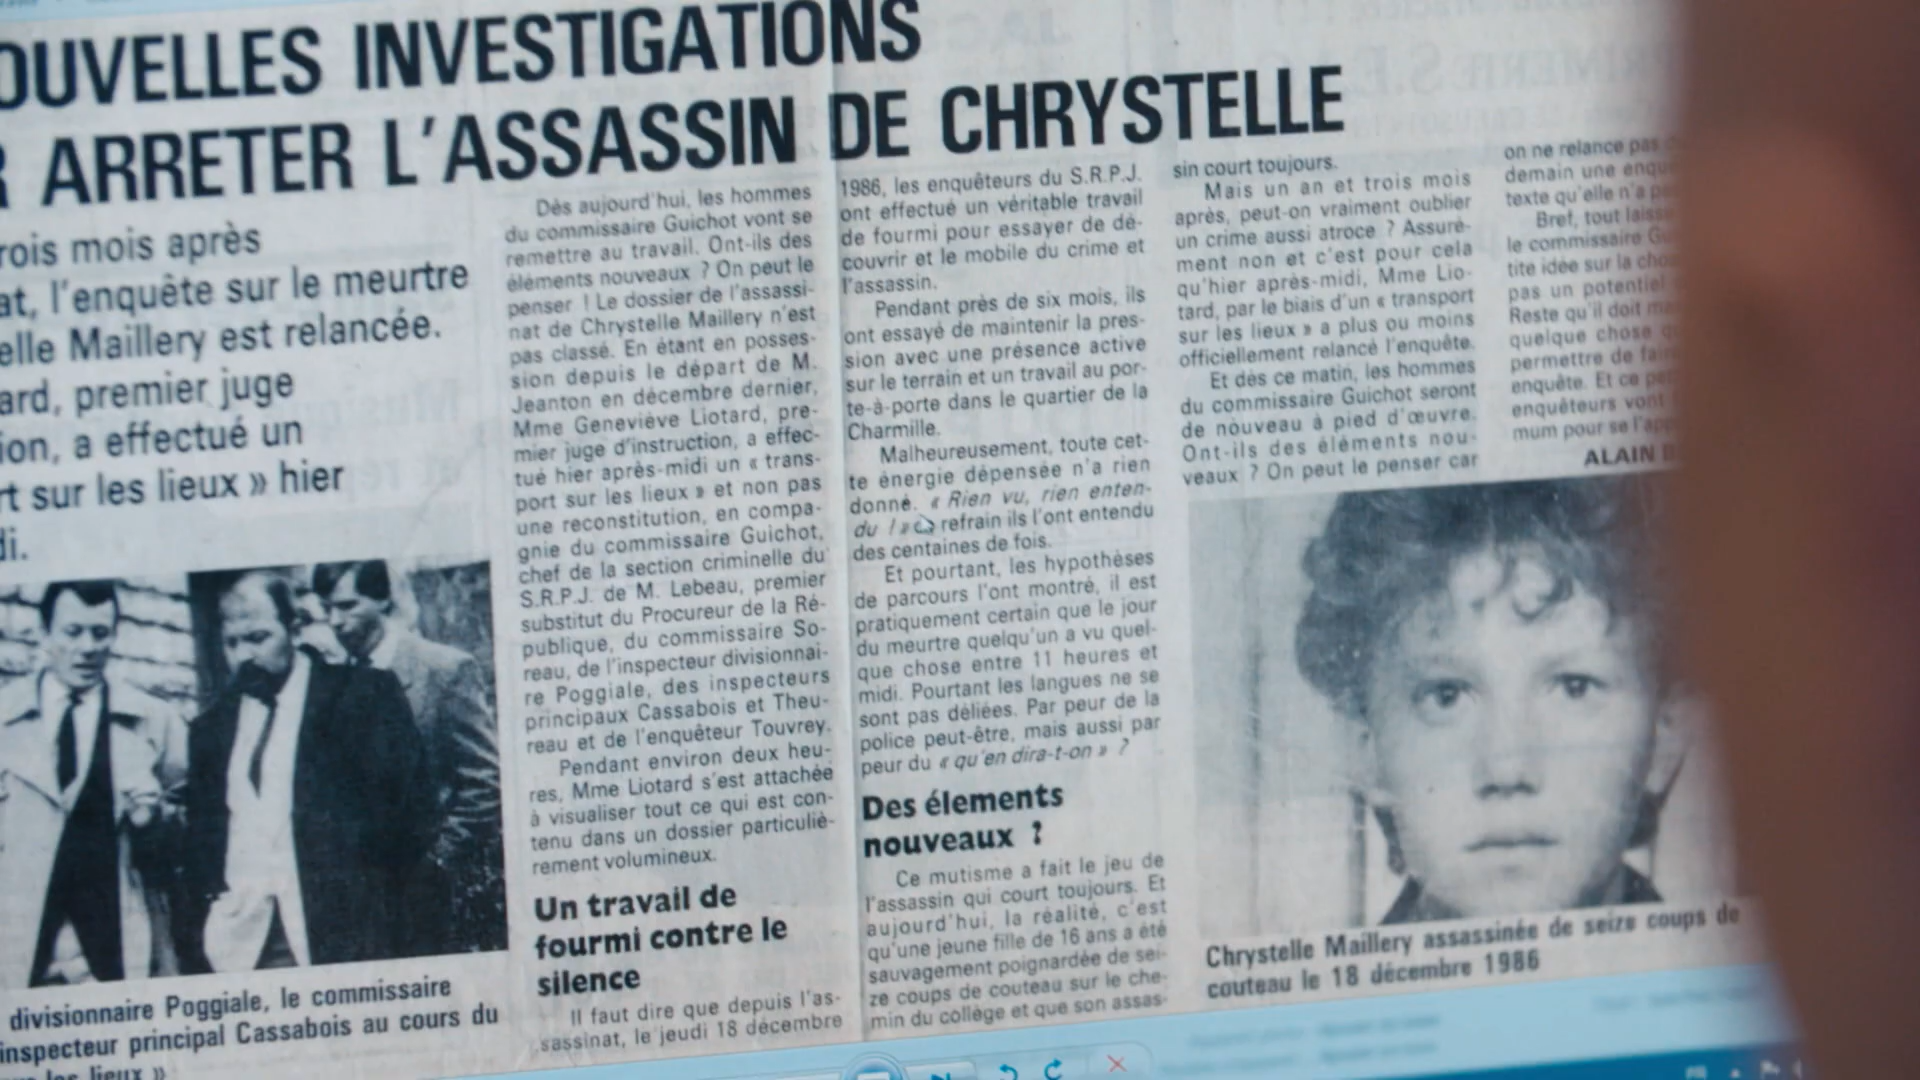 OUVELLES INVESTIGATIONS
R ARRETER L'ASSASSIN DE CHRYSTELLE
rois mois après
at, l'enquête sur le meurtre
elle Maillery est relancée.
ard, premier juge
ion, a effectué un
rt sur les lieux » hier
di.
divisionnaire Poggiale, le commissaire
inspecteur principal Cassabois au cours du
les lieux »
Dès aujourd'hui, les hommes
du commissaire Guichot vont se
remettre au travail. Ont-ils des
éléments nouveaux ? On peut le
penser ! Le dossier de l'assassi-
nat de Chrystelle Maillery n'est
pas classé. En étant en posses-
sion depuis le départ de M.
Jeanton en décembre dernier,
Mme Geneviève Liotard, pre-
mier juge d'instruction, a effec-
tué hier après-midi un « trans-
port sur les lieux » et non pas
une reconstitution, en compa-
gnie du commissaire Guichot,
chef de la section criminelle du
S.R.P.J. de M. Lebeau, premier
substitut du Procureur de la Ré-
publique, du commissaire So-
reau, de l'inspecteur divisionnai-
re Poggiale, des inspecteurs
principaux Cassabois et Theu-
reau et de l'enquêteur Touvrey.
Pendant environ deux heu-
res, Mme Liotard s'est attachée
à visualiser tout ce qui est con-
tenu dans un dossier particuliè-
rement volumineux.
Un travail de
fourmi contre le
silence
Il faut dire que depuis l'as-
sassinat, le jeudi 18 décembre
1986, les enquêteurs du S.R.P.J.
ont effectué un véritable travail
de fourmi pour essayer de dé-
couvrir et le mobile du crime et
l'assassin.
Pendant près de six mois, ils
ont essayé de maintenir la pres-
sion avec une présence active
sur le terrain et un travail au por-
te-à-porte dans le quartier de la
Charmille.
Malheureusement, toute cet-
te énergie dépensée n'a rien
donné. « Rien vu, rien enten-
du ! » refrain ils l'ont entendu
des centaines de fois.
Et pourtant, les hypothèses
de parcours l'ont montré, il est
pratiquement certain que le jour
du meurtre quelqu'un a vu quel-
que chose entre 11 heures et
midi. Pourtant les langues ne se
sont pas déliées. Par peur de la
police peut-être, mais aussi par
peur du « qu'en dira-t-on » ?
Des élements
nouveaux ?
Ce mutisme a fait le jeu de
l'assassin qui court toujours. Et
aujourd'hui, la réalité, c'est
qu'une jeune fille de 16 ans a été
sauvagement poignardée de sei-
ze coups de couteau sur le che-
min du collège et que son assas-
sin court toujours.
Mais un an et trois mois
après, peut-on vraiment oublier
un crime aussi atroce ? Assuré-
ment non et c'est pour cela
qu'hier après-midi, Mme Lio-
tard, par le biais d'un « transport
sur les lieux » a plus ou moins
officiellement relancé l'enquête.
Et dès ce matin, les hommes
du commissaire Guichot seront
de nouveau à pied d'œuvre.
Ont-ils des éléments nou-
veaux ? On peut le penser car
on ne relance pas
demain une enquê
texte qu'elle n'a
Bref, tout laiss
le commissaire Gu
tite idée sur la cho
pas un potentiel
Reste qu'il doit
quelque chose
permettre de fair
enquête. Et ce
enquêteurs vont
mum pour se l'app
ALAIN
Chrystelle Maillery assassinée de seize coups de
couteau le 18 décembre 1986